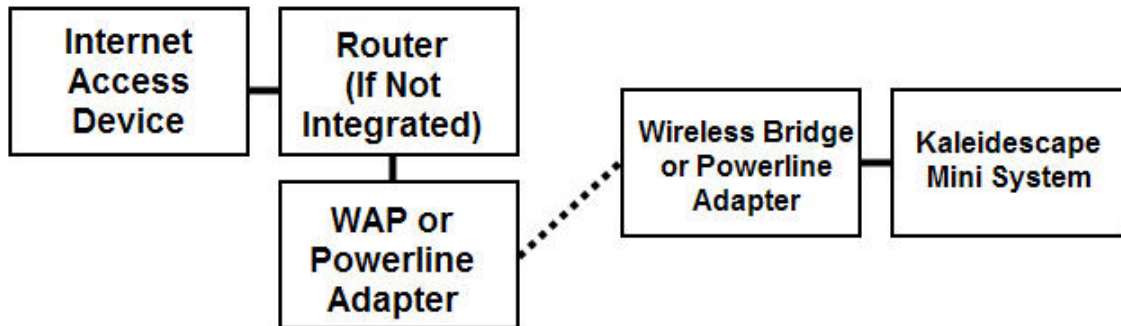 Internet
Access
Device
Router
(If Not
Integrated)
WAP or
Powerline
Adapter
Wireless Bridge
or Powerline
Adapter
Kaleidescape
Mini System